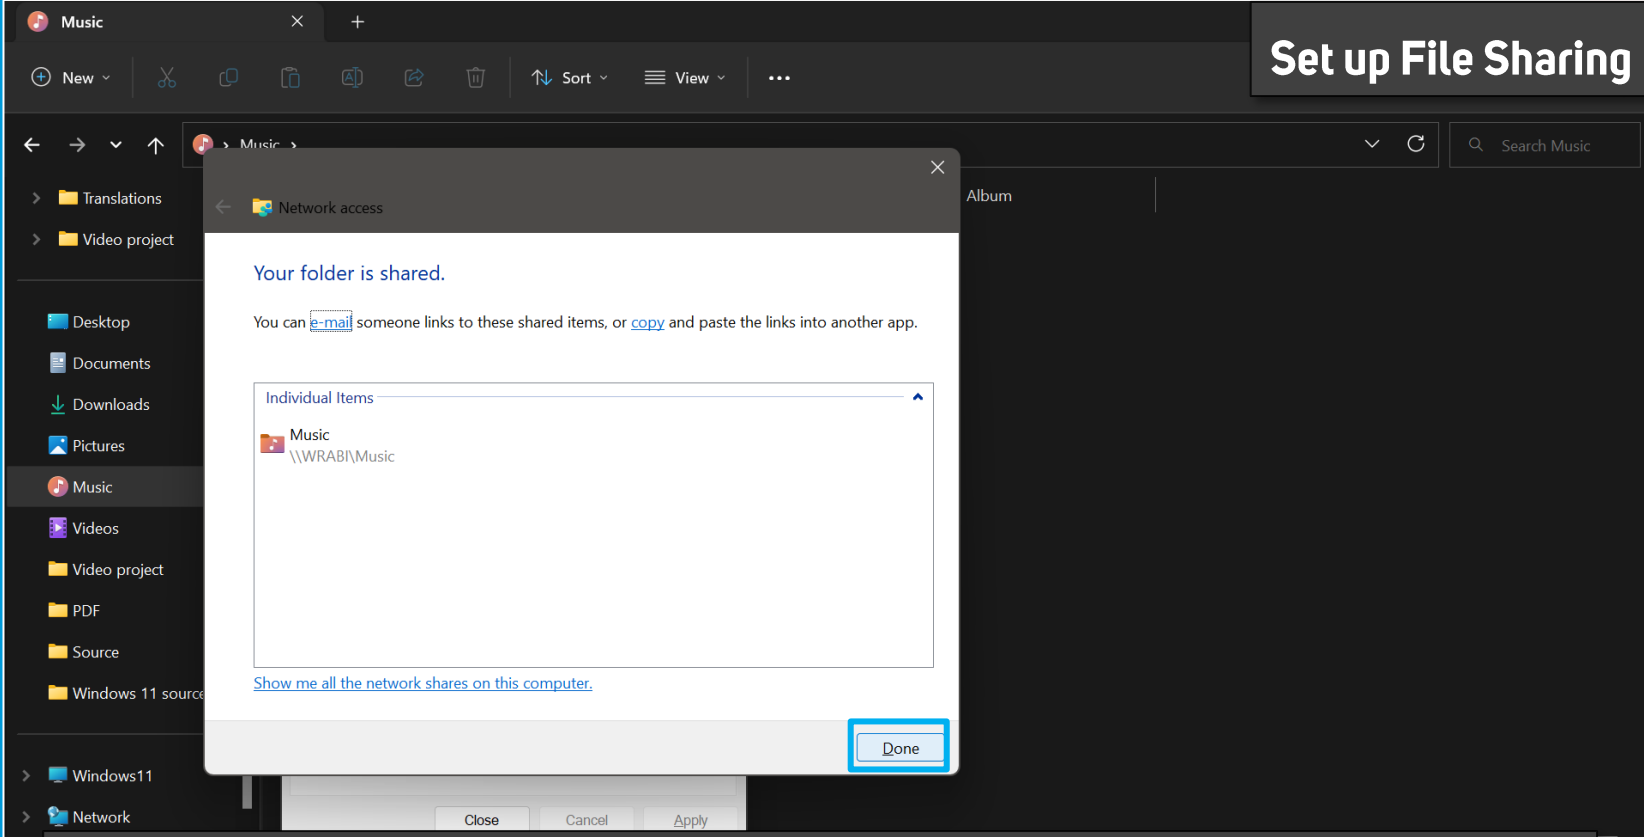 Music
Set up File Sharing
New
Sort
View
Music
Search Music
Translations
Video project
Desktop
Documents
Downloads
Pictures
Music
Videos
Video project
PDF
Source
Windows 11 source
Windows11
Network
Album
Network access
Your folder is shared.
You can e-mail someone links to these shared items, or copy and paste the links into another app.
Individual Items
Music
\\WRABI\Music
Show me all the network shares on this computer.
Done
Close
Cancel
Apply